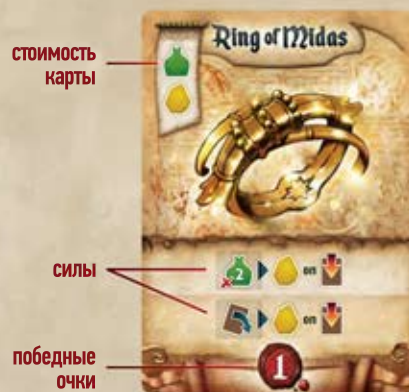 Ring of Midas
стоимость
карты
силы
2 on
on
победные
очки
1